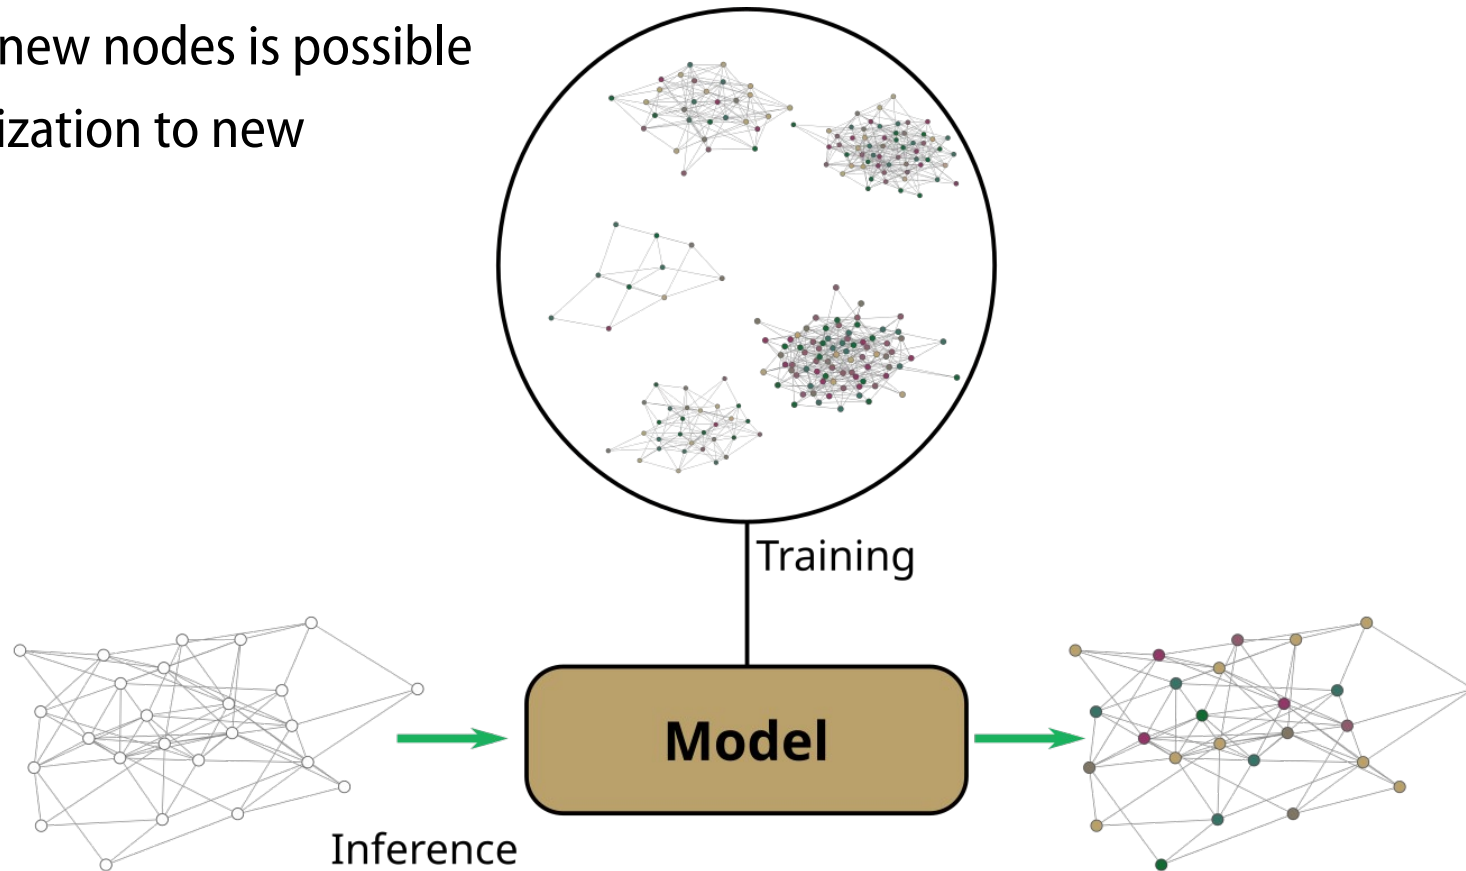 new nodes is possible
ization to new
Training
Model
Inference